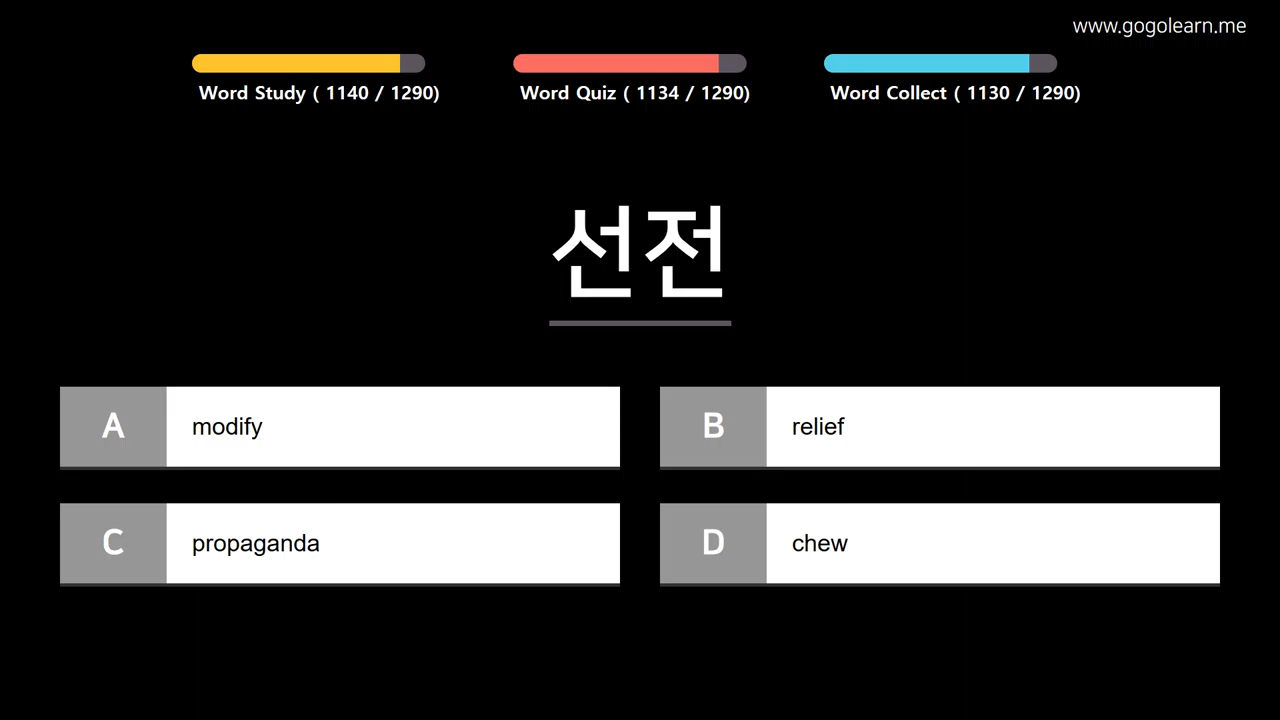 www.gogolearn.me
Word Study ( 1140 / 1290)
Word Quiz ( 1134 / 1290)
Word Collect ( 1130 / 1290)
선전
A modify
B relief
C propaganda
D chew